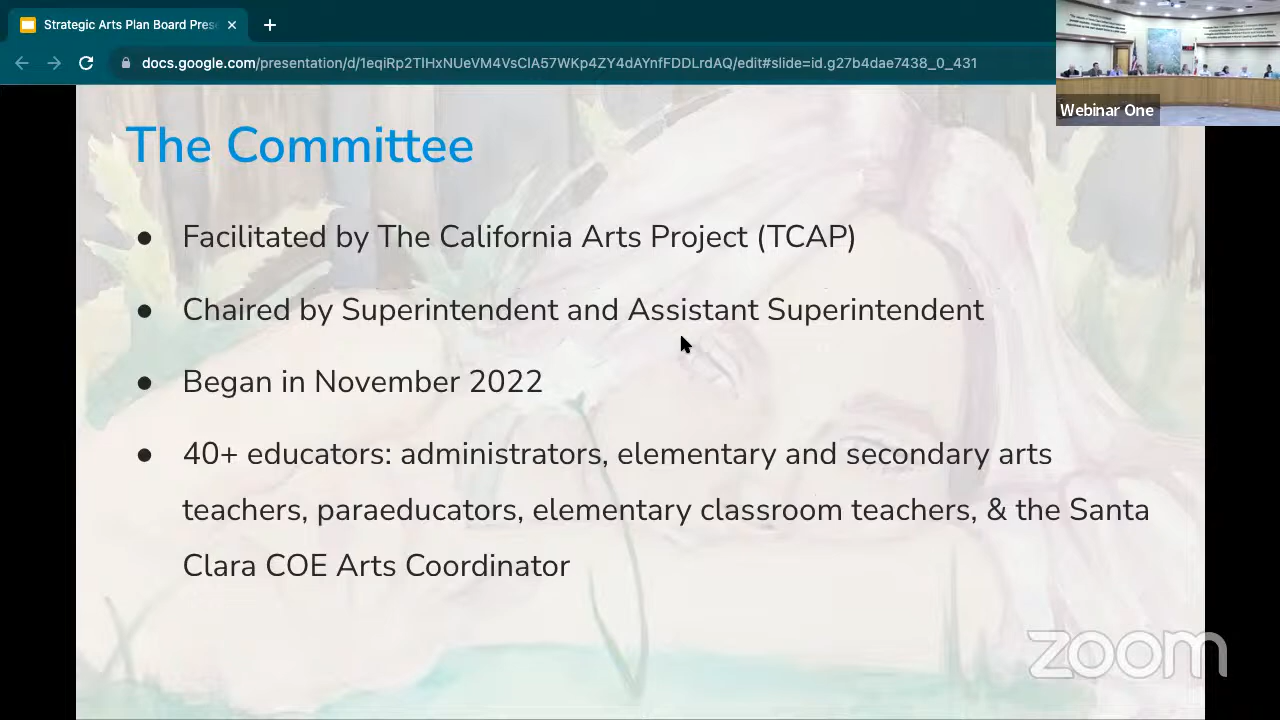 Strategic Arts Plan Board Pres
docs.google.com/presentation/d/1eqiRp2TlHxNUeVM4VsClA57WKp4ZY4dAYnfFDDLrdAQ/edit#slide=id.g27b4dae7438_0_431
Webinar One
The Committee
● Facilitated by The California Arts Project (TCAP)
● Chaired by Superintendent and Assistant Superintendent
● Began in November 2022
● 40+ educators: administrators, elementary and secondary arts
teachers, paraeducators, elementary classroom teachers, & the Santa
Clara COE Arts Coordinator
zoom